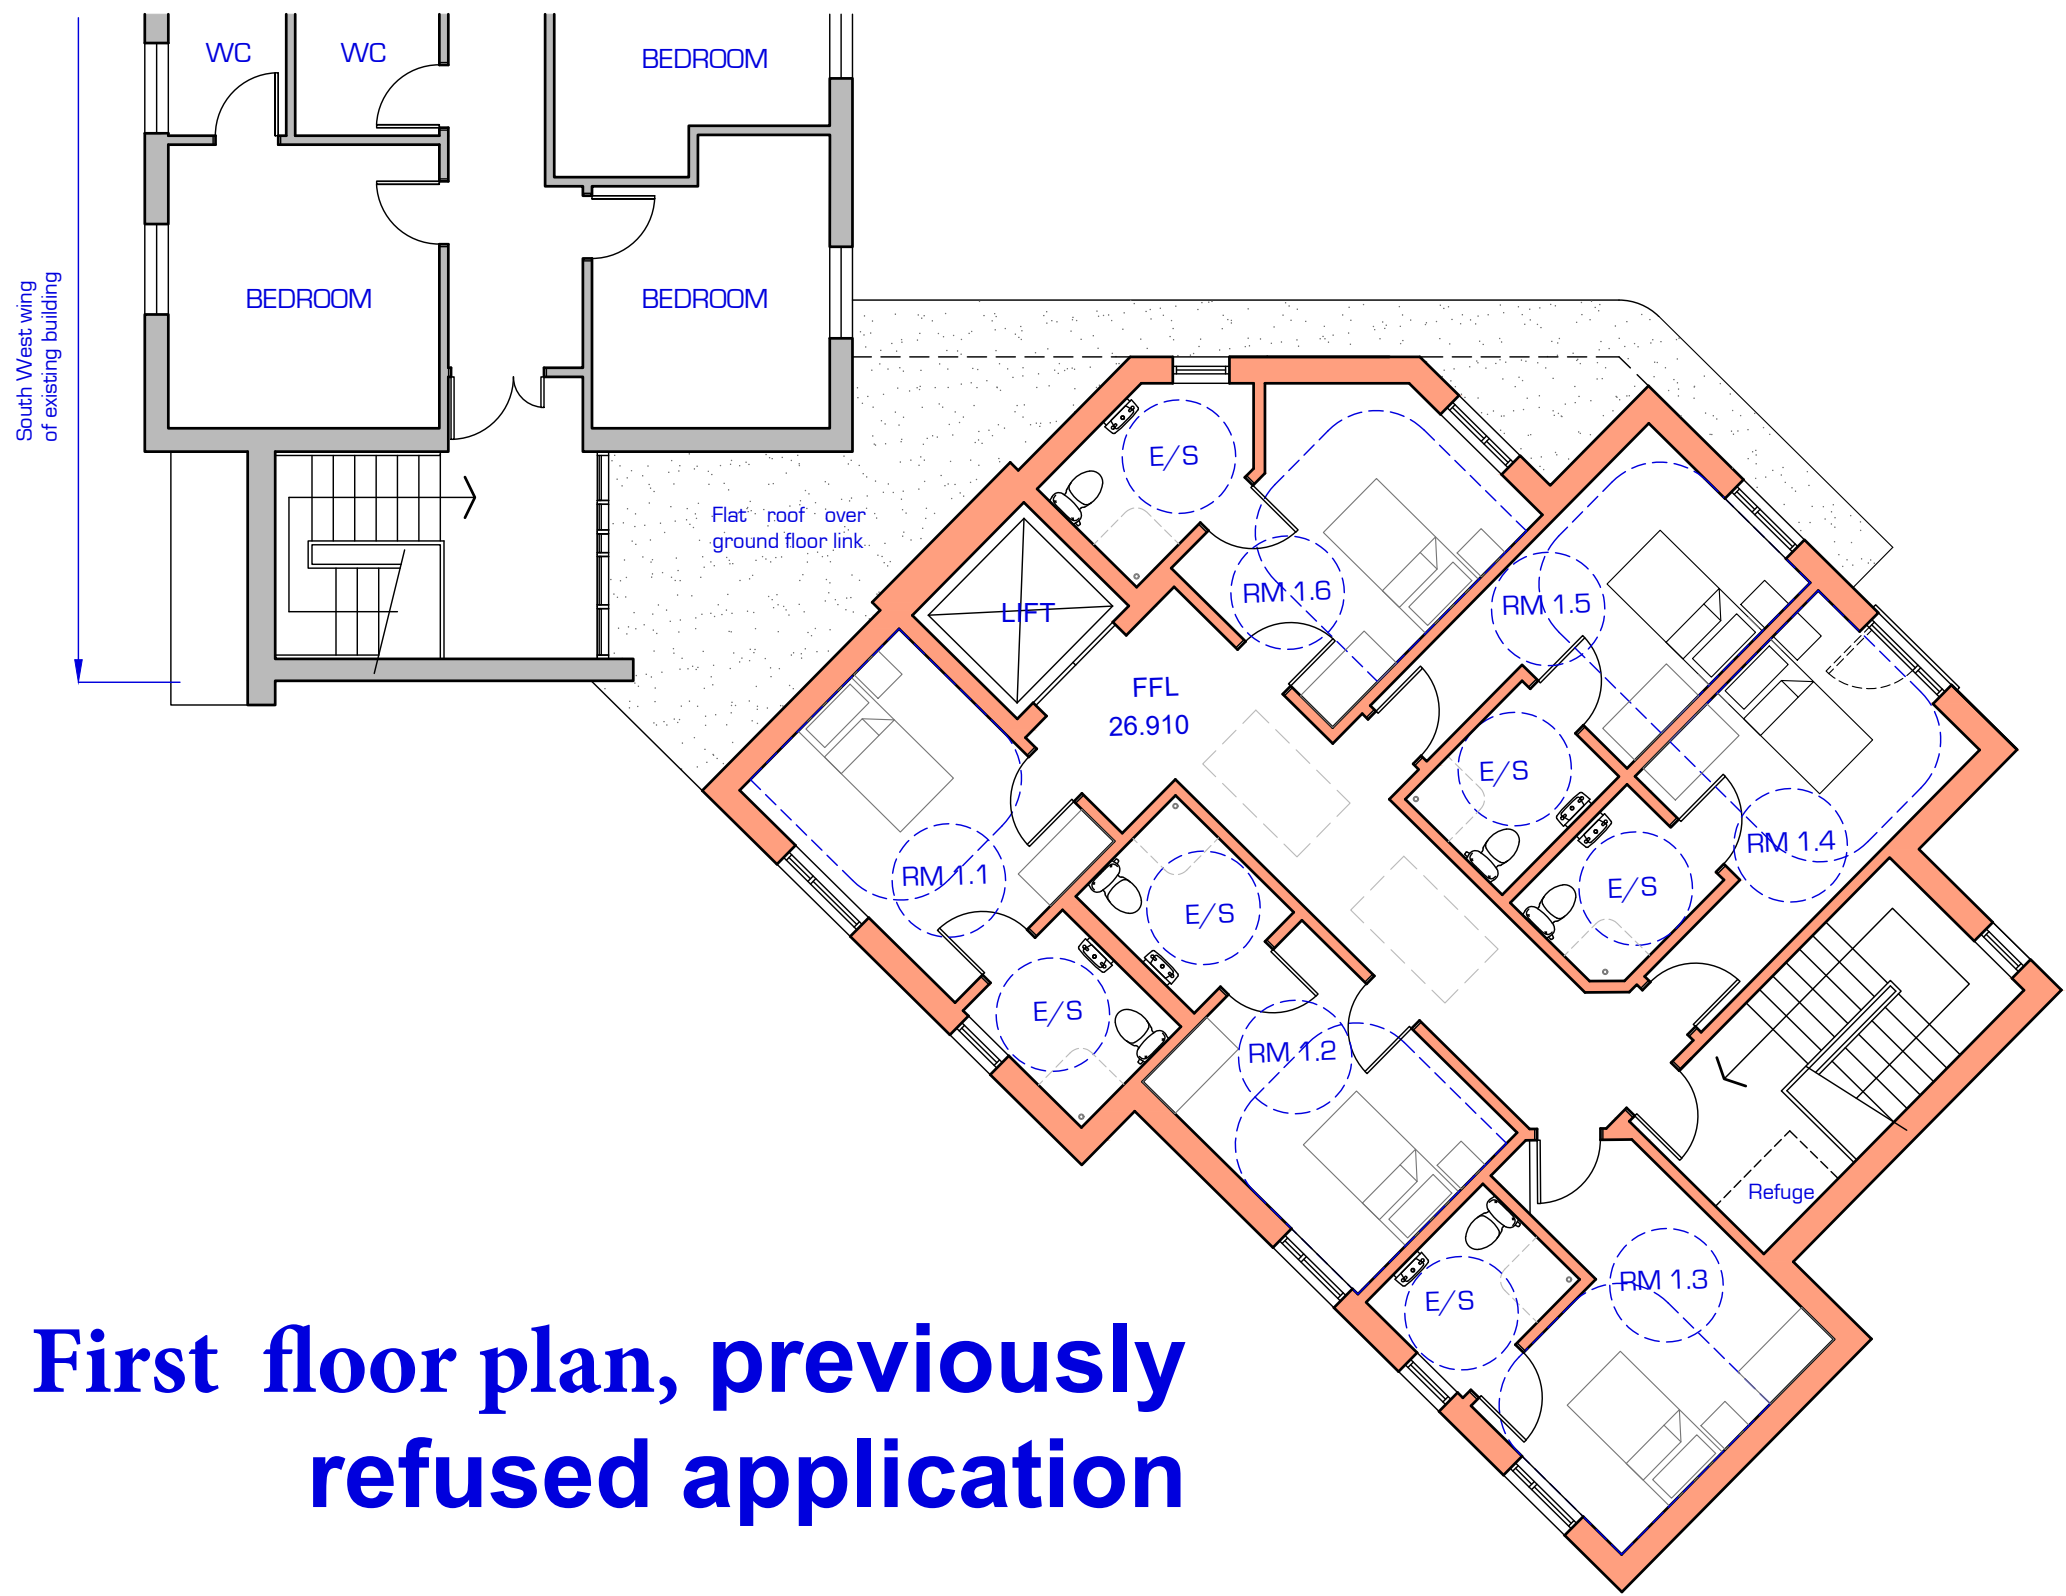 WC
WC
BEDROOM
BEDROOM
BEDROOM
South West wing
of existing building
Flat roof over
ground floor link
E/S
LIFT
RM 1.6
RM 1.5
FFL
26.910
E/S
RM 1.4
RM 1.1
E/S
E/S
E/S
RM 1.2
Refuge
RM 1.3
E/S
First floor plan, previously
refused application